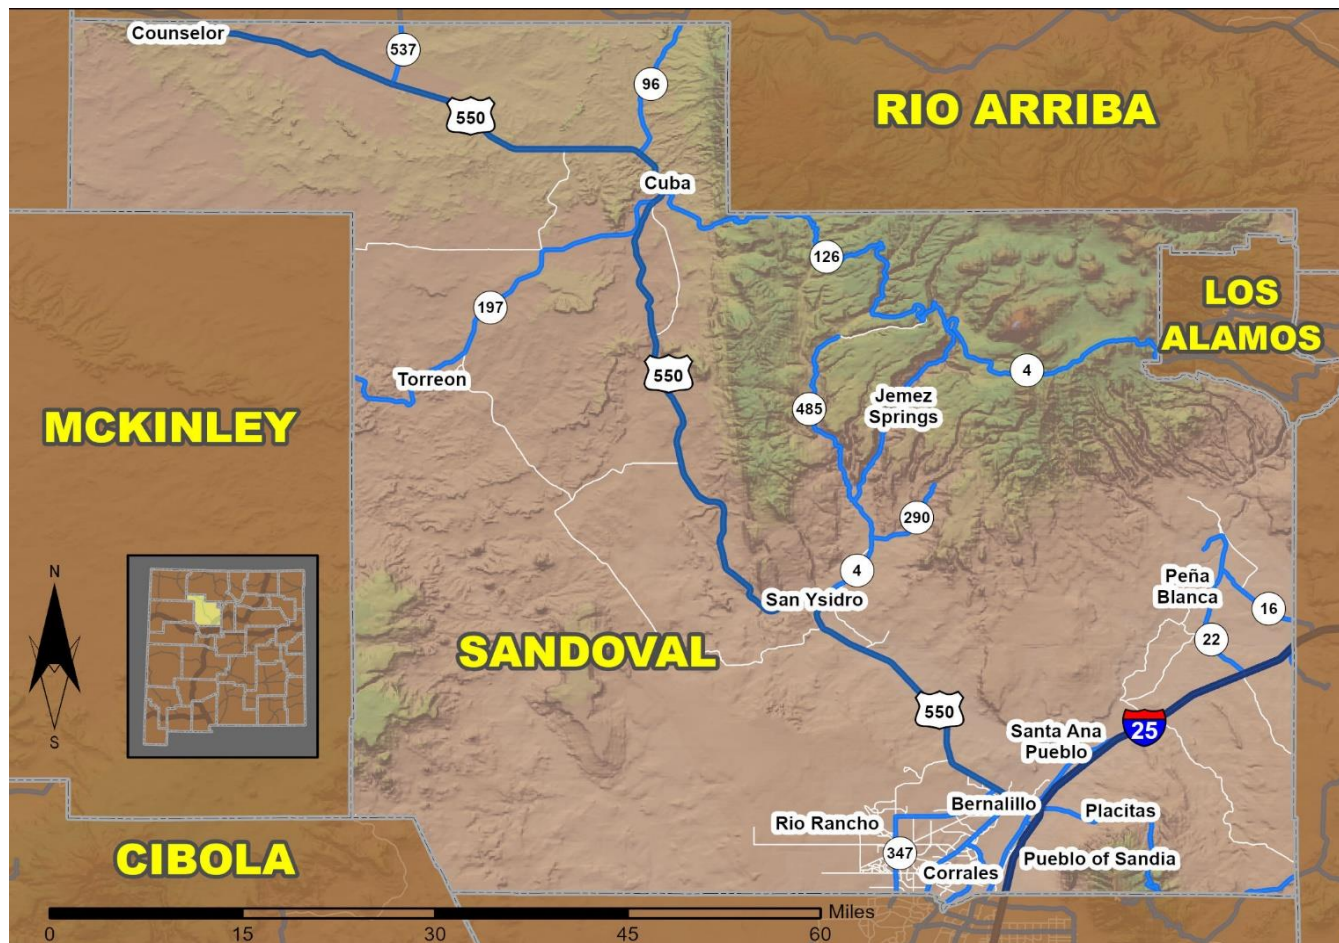 Counselor
537
96
550
RIO ARRIBA
Cuba
126
LOS
ALAMOS
197
550
4
Torreon
485
Jemez
Springs
MCKINLEY
290
4
Peña
Blanca
San Ysidro
16
22
N
S
SANDOVAL
550
Santa Ana
Pueblo
25
Bernalillo
Placitas
Rio Rancho
347
Pueblo of Sandia
Corrales
CIBOLA
Miles
0 15 30 45 60